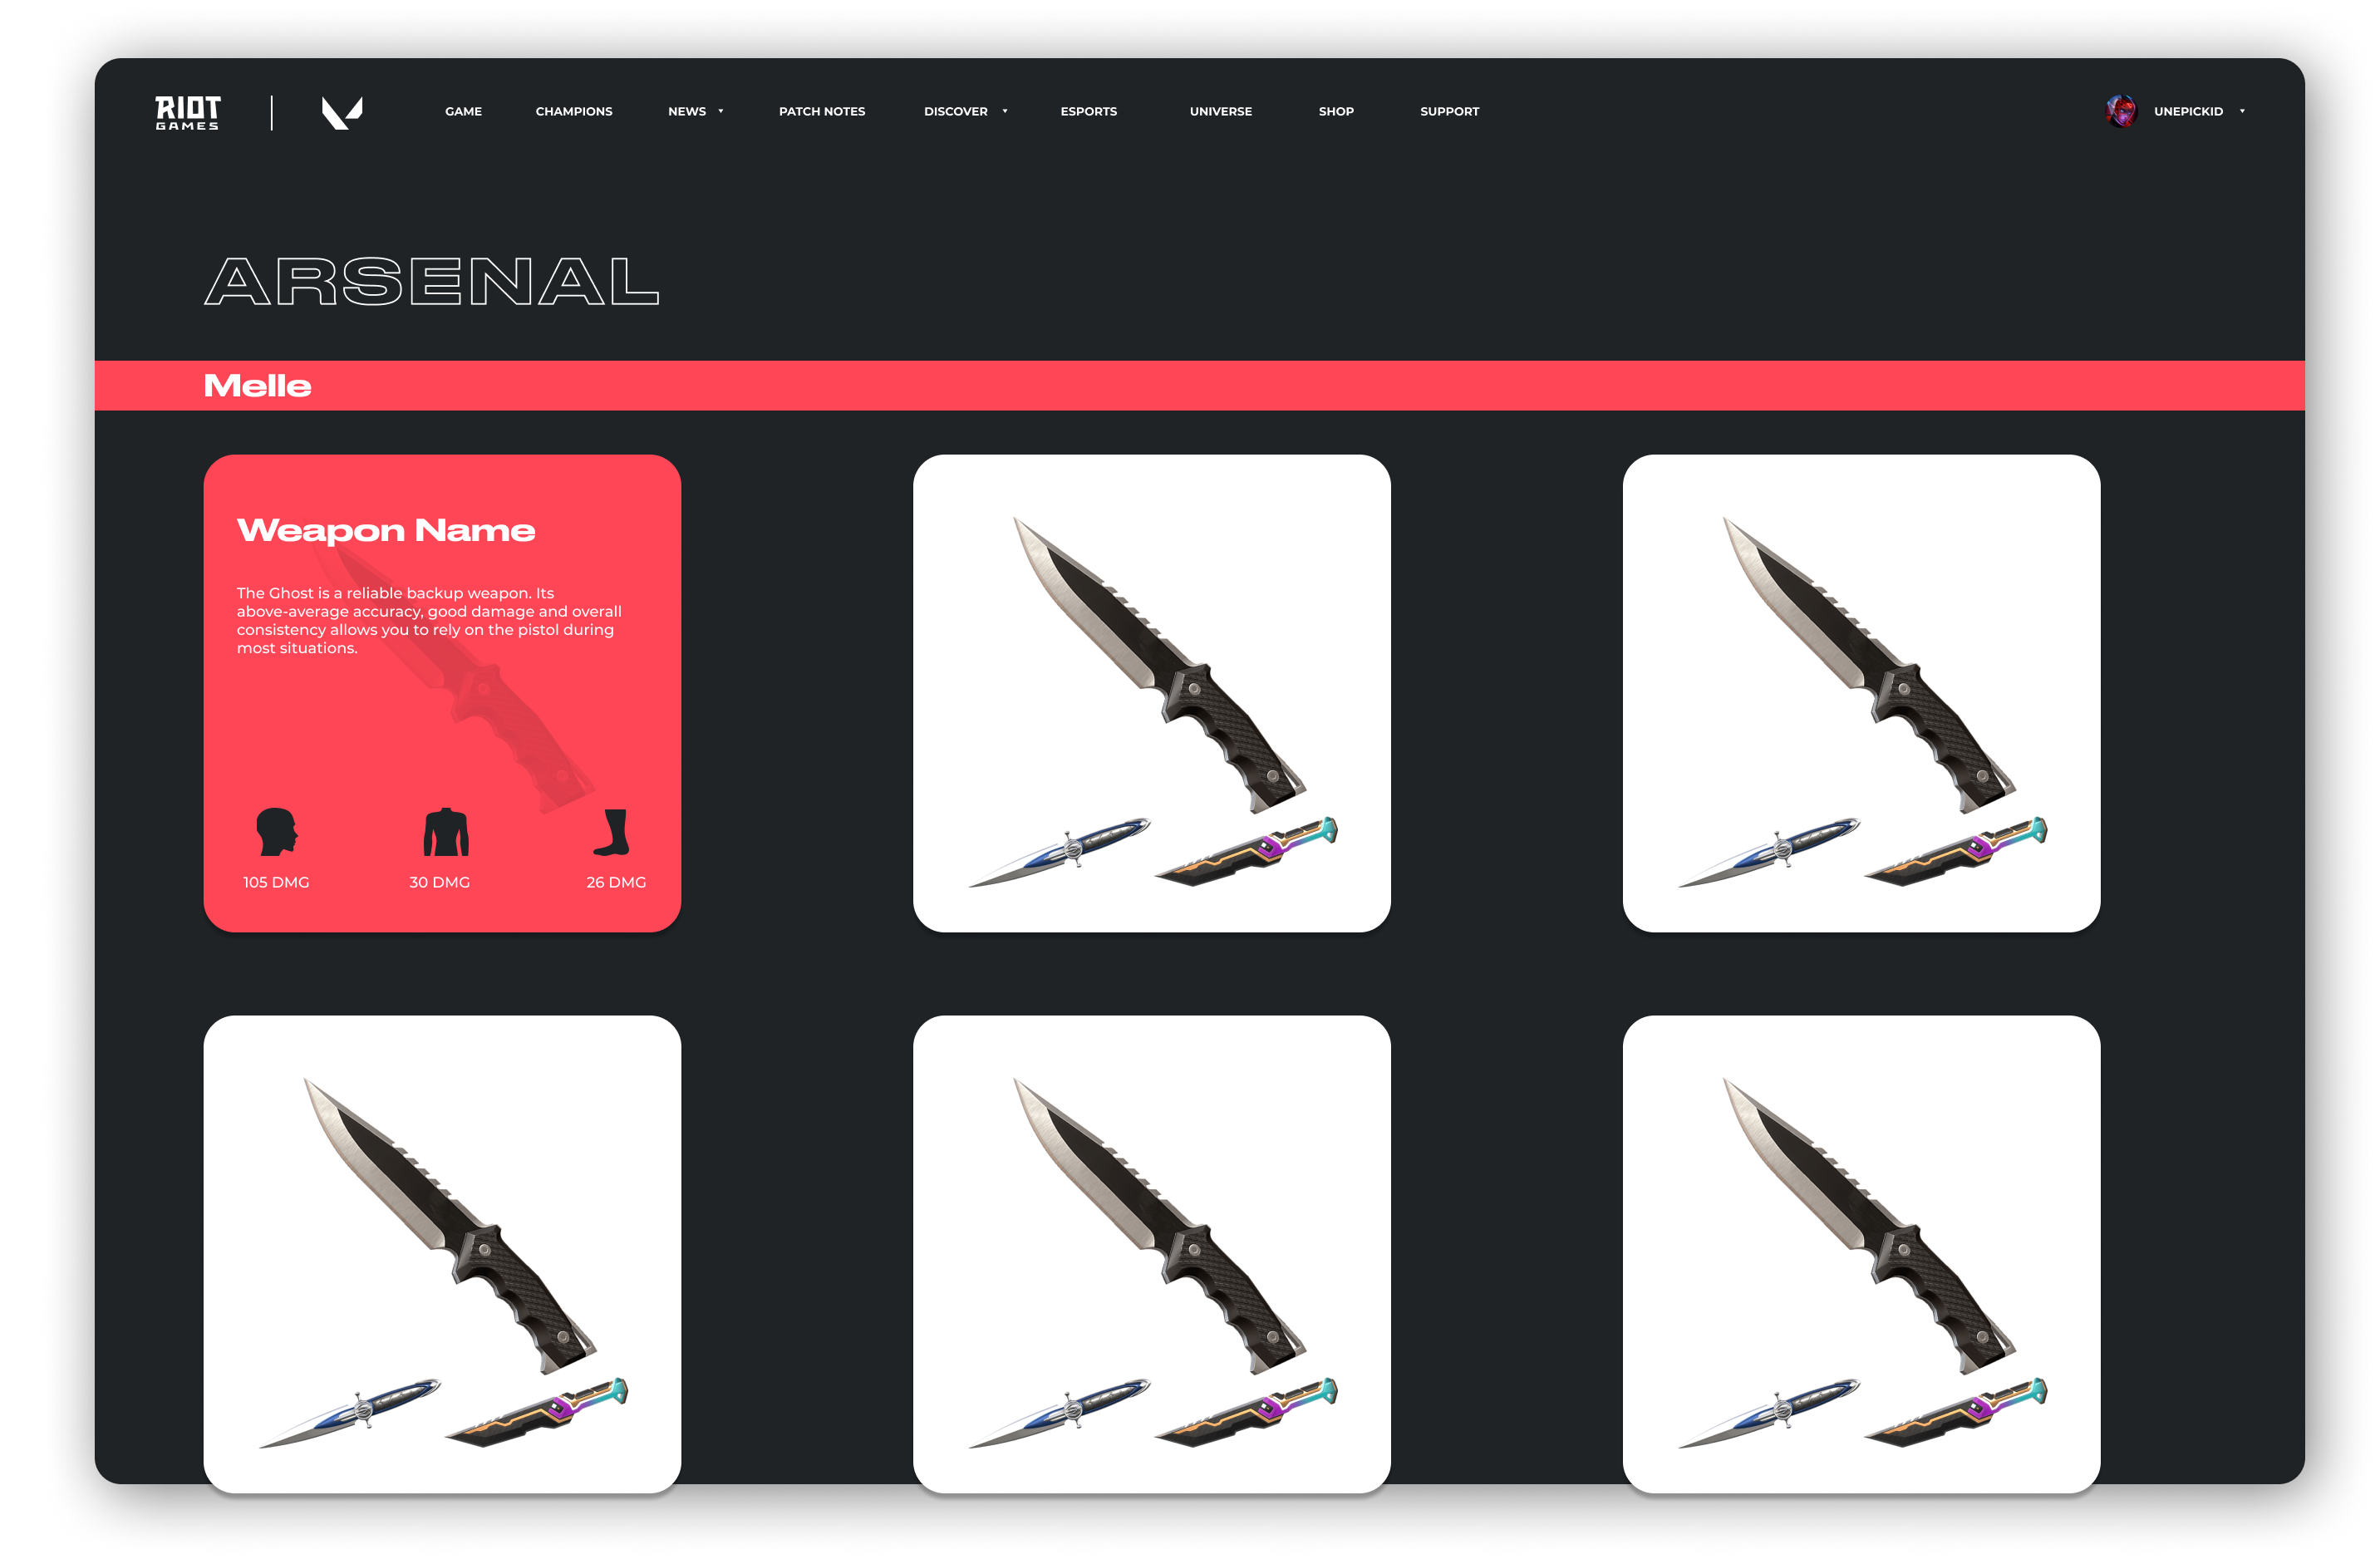 RIOT
GAMES
GAME CHAMPIONS NEWS PATCH NOTES DISCOVER ESPORTS UNIVERSE SHOP SUPPORT
UNEPICKID
ARSENAL
Melle
Weapon Name
The Ghost is a reliable backup weapon. Its
above-average accuracy, good damage and overall
consistency allows you to rely on the pistol during
most situations.
105 DMG 30 DMG 26 DMG